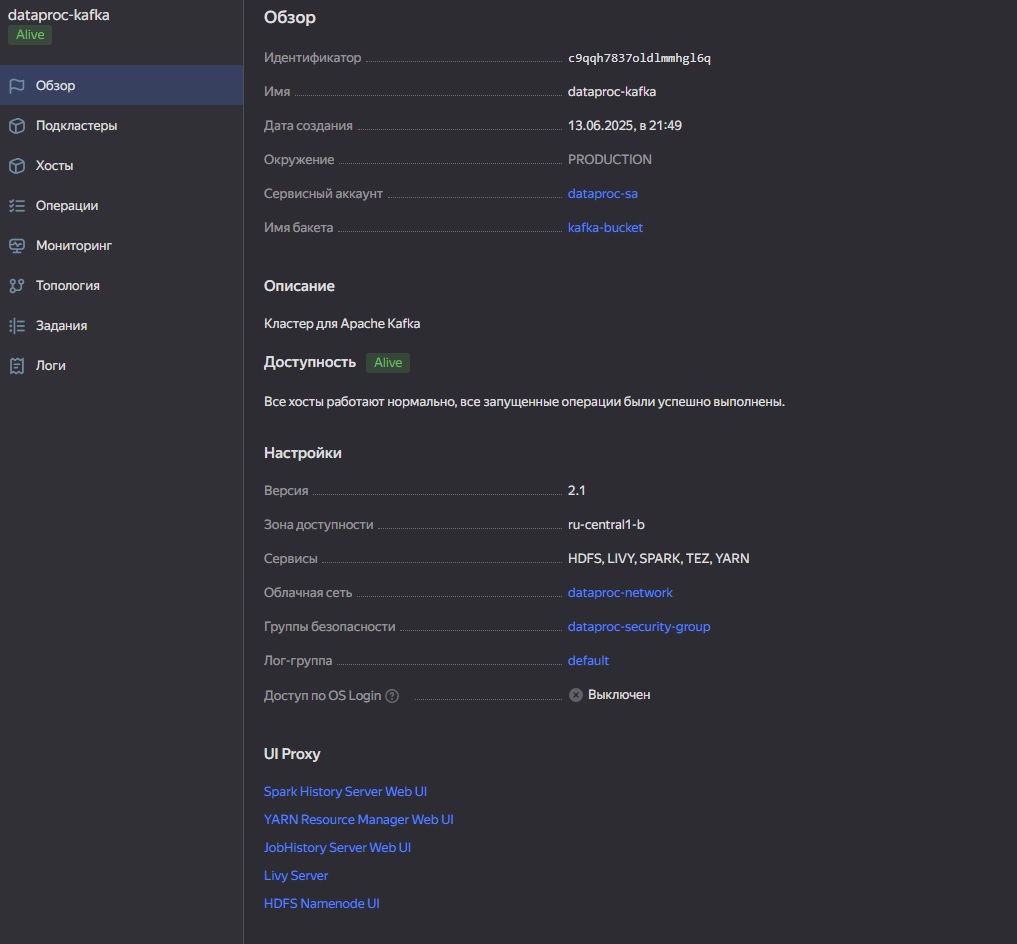 dataproc-kafka
Alive
Обзор
Подкластеры
Хосты
Операции
Мониторинг
Топология
Задания
Логи
Обзор
Идентификатор c9qqh7837oldlmmhgl6q
Имя dataproc-kafka
Дата создания 13.06.2025, в 21:49
Окружение PRODUCTION
Сервисный аккаунт dataproc-sa
Имя бакета kafka-bucket
Описание
Кластер для Apache Kafka
Доступность Alive
Все хосты работают нормально, все запущенные операции были успешно выполнены.
Настройки
Версия 2.1
Зона доступности ru-central1-b
Сервисы HDFS, LIVY, SPARK, TEZ, YARN
Облачная сеть dataproc-network
Группы безопасности dataproc-security-group
Лог-группа default
Доступ по OS Login ? Выключен
UI Proxy
Spark History Server Web UI
YARN Resource Manager Web UI
JobHistory Server Web UI
Livy Server
HDFS Namenode UI